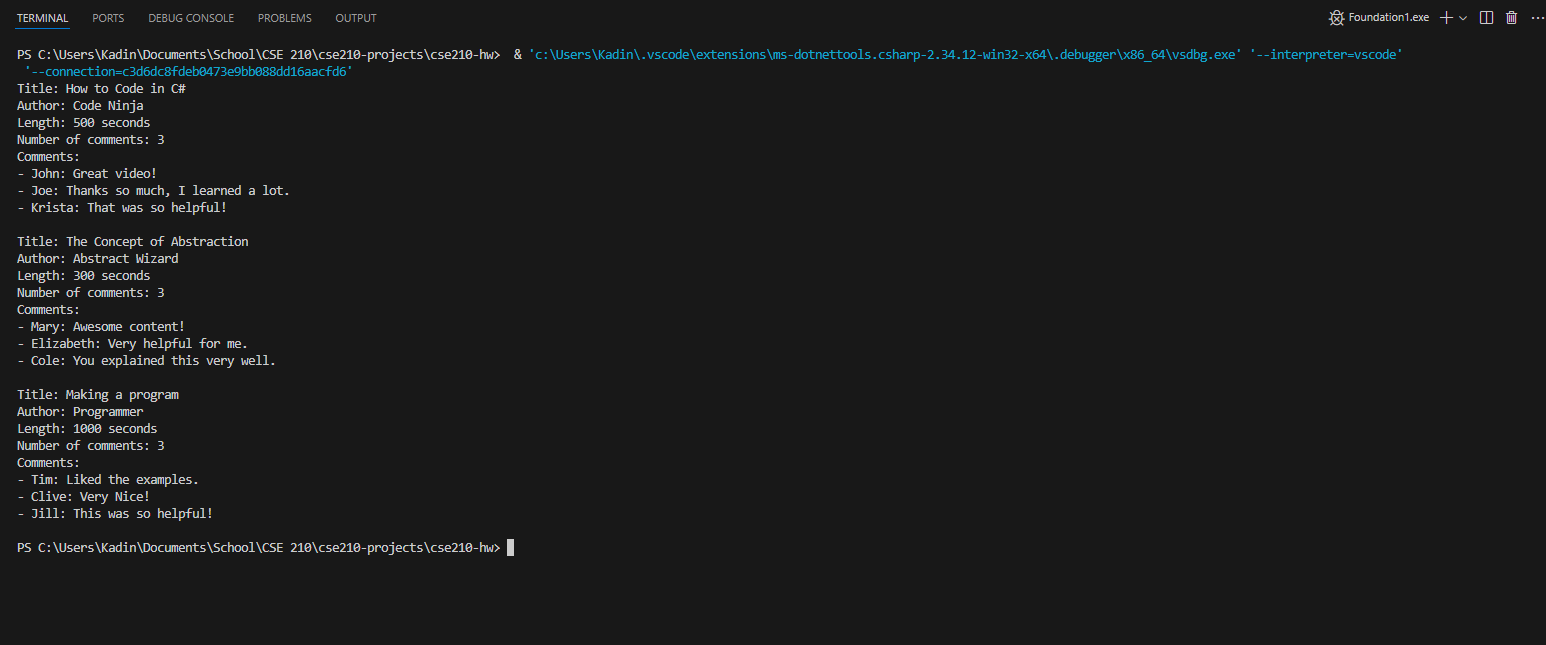 TERMINAL PORTS DEBUG CONSOLE PROBLEMS OUTPUT Foundation1.exe
PS C:\Users\Kadin\Documents\School\CSE 210\cse210-projects\cse210-hw> & 'c:\Users\Kadin\.vscode\extensions\ms-dotnettools.csharp-2.34.12-win32-x64\.debugger\x86_64\vsdbg.exe' '--interpreter=vscode'
'--connection=c3d6dc8fdeb0473e9bb088dd16aacfd6'
Title: How to Code in C#
Author: Code Ninja
Length: 500 seconds
Number of comments: 3
Comments:
- John: Great video!
- Joe: Thanks so much, I learned a lot.
- Krista: That was so helpful!
Title: The Concept of Abstraction
Author: Abstract Wizard
Length: 300 seconds
Number of comments: 3
Comments:
- Mary: Awesome content!
- Elizabeth: Very helpful for me.
- Cole: You explained this very well.
Title: Making a program
Author: Programmer
Length: 1000 seconds
Number of comments: 3
Comments:
- Tim: Liked the examples.
- Clive: Very Nice!
- Jill: This was so helpful!
PS C:\Users\Kadin\Documents\School\CSE 210\cse210-projects\cse210-hw>